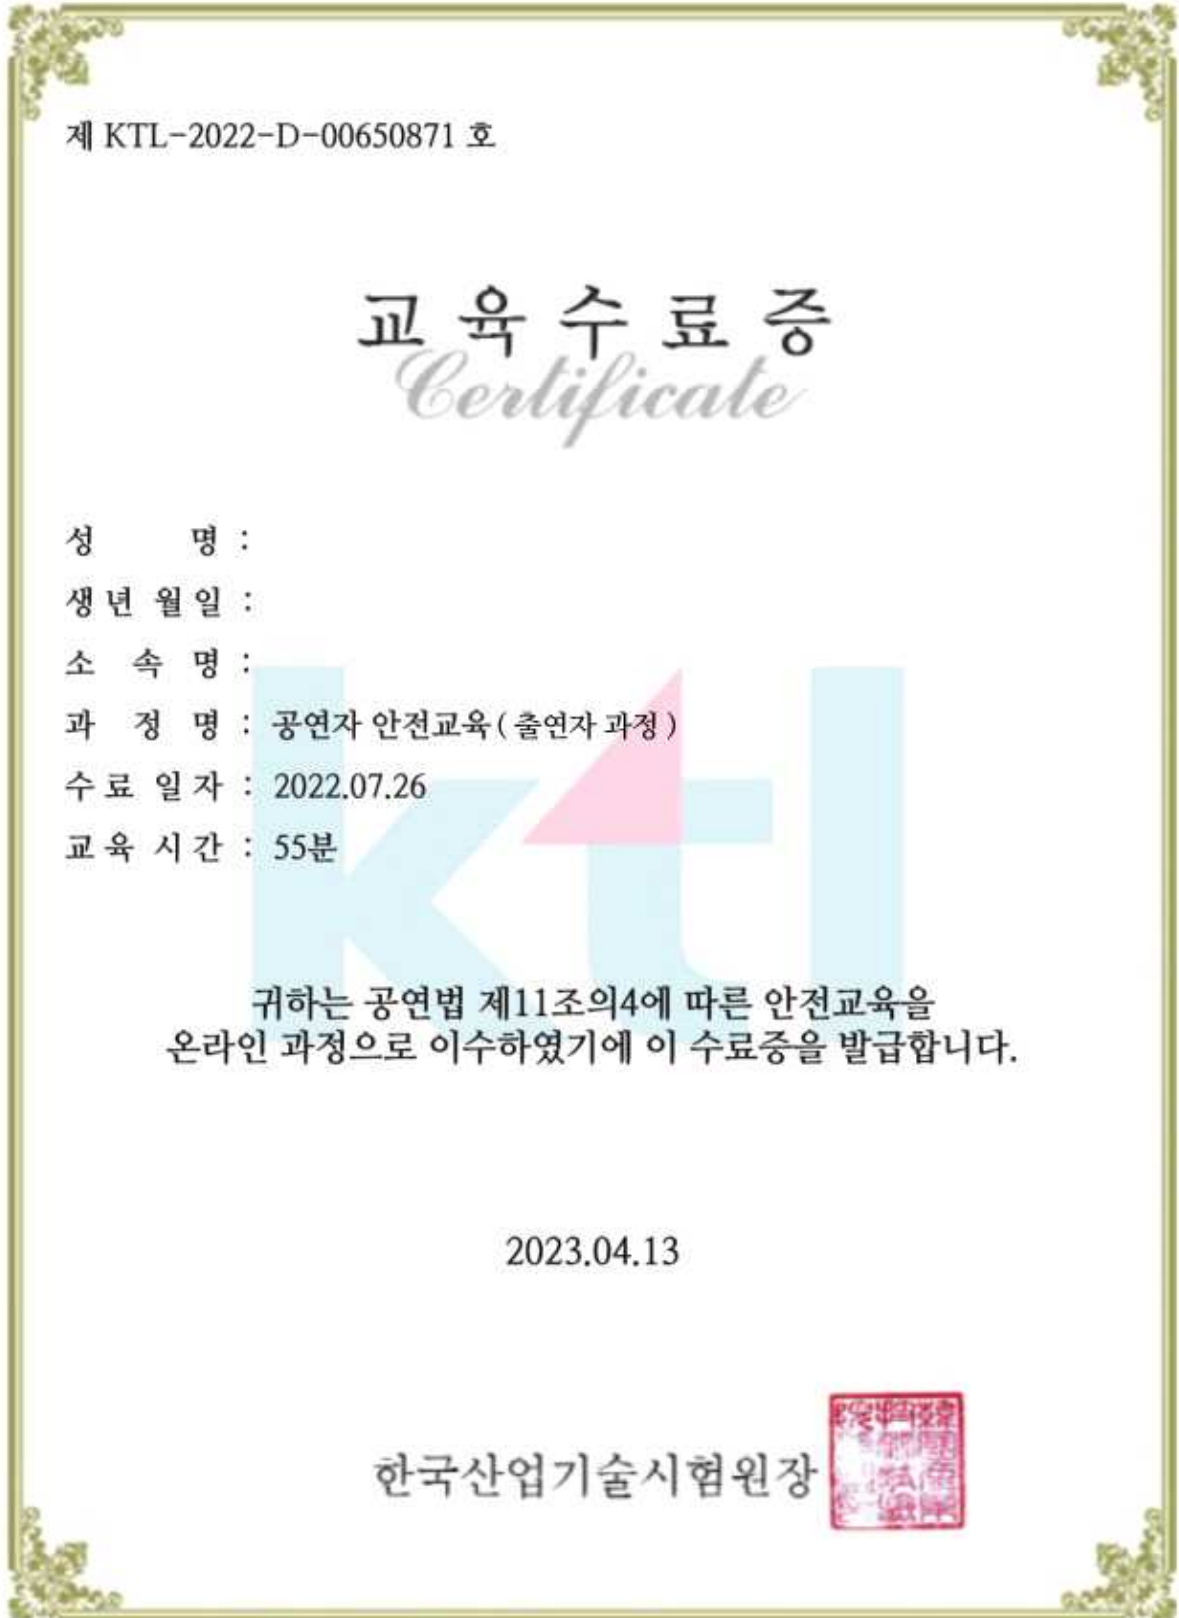 제 KTL-2022-D-00650871 호
교육수료증
Certificate
성 명 :
생년월일 :
소 속 명 :
과 정 명 : 공연자 안전교육 ( 출연자 과정 )
수료 일자 : 2022.07.26
교육 시간 : 55분
ktl
귀하는 공연법 제11조의4에 따른 안전교육을
온라인 과정으로 이수하였기에 이 수료증을 발급합니다.
2023.04.13
한국산업기술시험원장